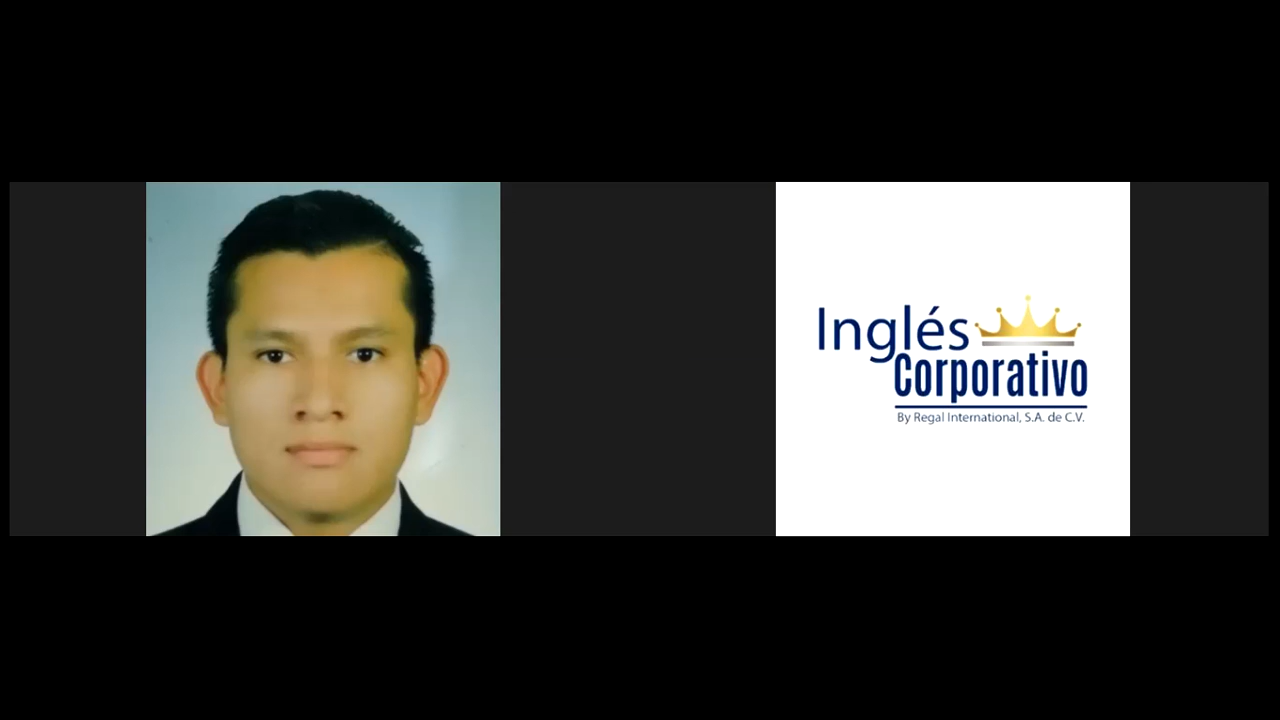 Inglés
Corporativo
By Regal International, S.A. de C.V.